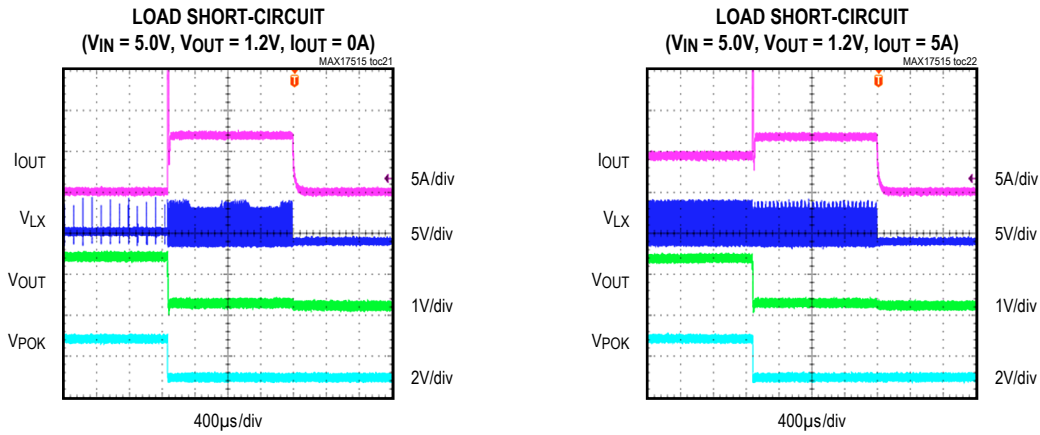 LOAD SHORT-CIRCUIT
(VIN = 5.0V, VOUT = 1.2V, IOUT = 0A)
MAX17515 toc21
T
IOUT
5A/div
VLX
5V/div
VOUT
1V/div
VPOK
2V/div
400µs/div
LOAD SHORT-CIRCUIT
(VIN = 5.0V, VOUT = 1.2V, IOUT = 5A)
MAX17515 toc22
T
IOUT
5A/div
VLX
5V/div
VOUT
1V/div
VPOK
2V/div
400µs/div